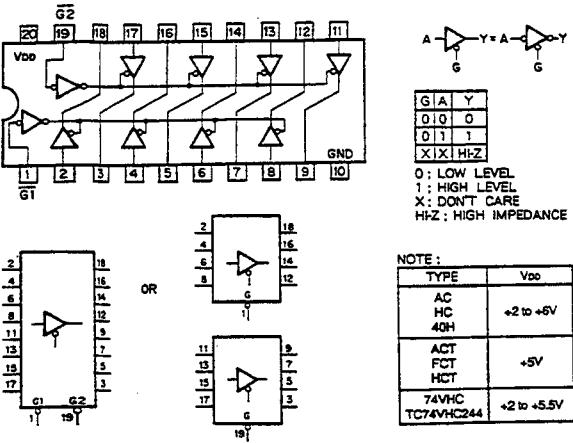 G2
20 19 18 17 16 15 14 13 12 11
VDD
GND
1 2 3 4 5 6 7 8 9 10
G1
A Y = A Y
G G
G A Y
0 0 0
0 1 1
X X HI-Z
0 : LOW LEVEL
1 : HIGH LEVEL
X : DON'T CARE
HI-Z : HIGH IMPEDANCE
2 18
4 16
6 14
8 12
11 9
13 7
15 5
17 3
G1 G2
1 19
OR
2 18
4 16
6 14
8 12
G
1
11 9
13 7
15 5
17 3
G
19
NOTE :
TYPE VDD
AC
HC
40H
+2 to +6V
ACT
FCT
HCT
+5V
74VHC
TC74VHC244
+2 to +5.5V